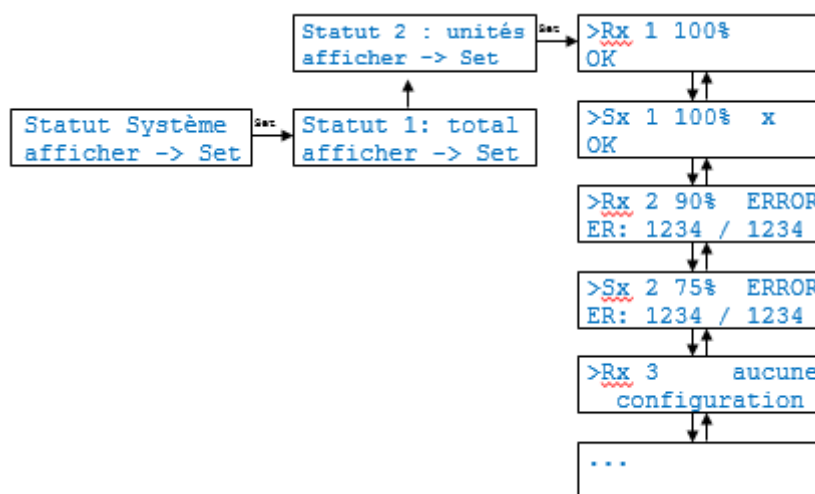 Statut 2 : unités
afficher -> Set
Set
>Rx 1 100%
OK
>Sx 1 100% x
OK
Statut Système
afficher -> Set
Set
Statut 1: total
afficher -> Set
>Rx 2 90% ERROR
ER: 1234 / 1234
>Sx 2 75% ERROR
ER: 1234 / 1234
>Rx 3 aucune
configuration
...